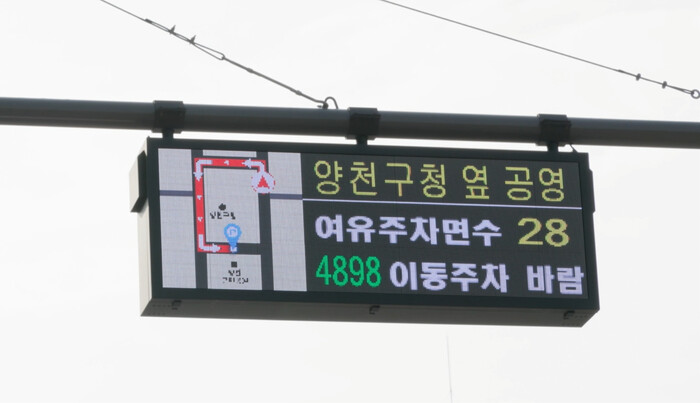 양천구청 옆 공영
여유주차면수 28
4898 이동주차 바람